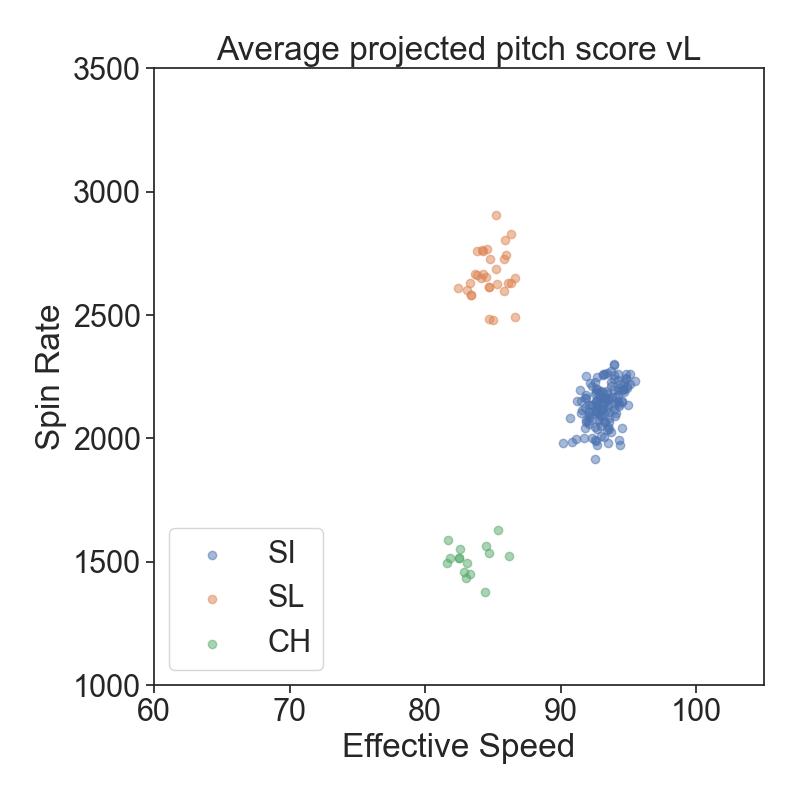 Average projected pitch score vL
3500
3000
2500
2000
1500
1000
Spin Rate
SI
SL
CH
60 70 80 90 100
Effective Speed